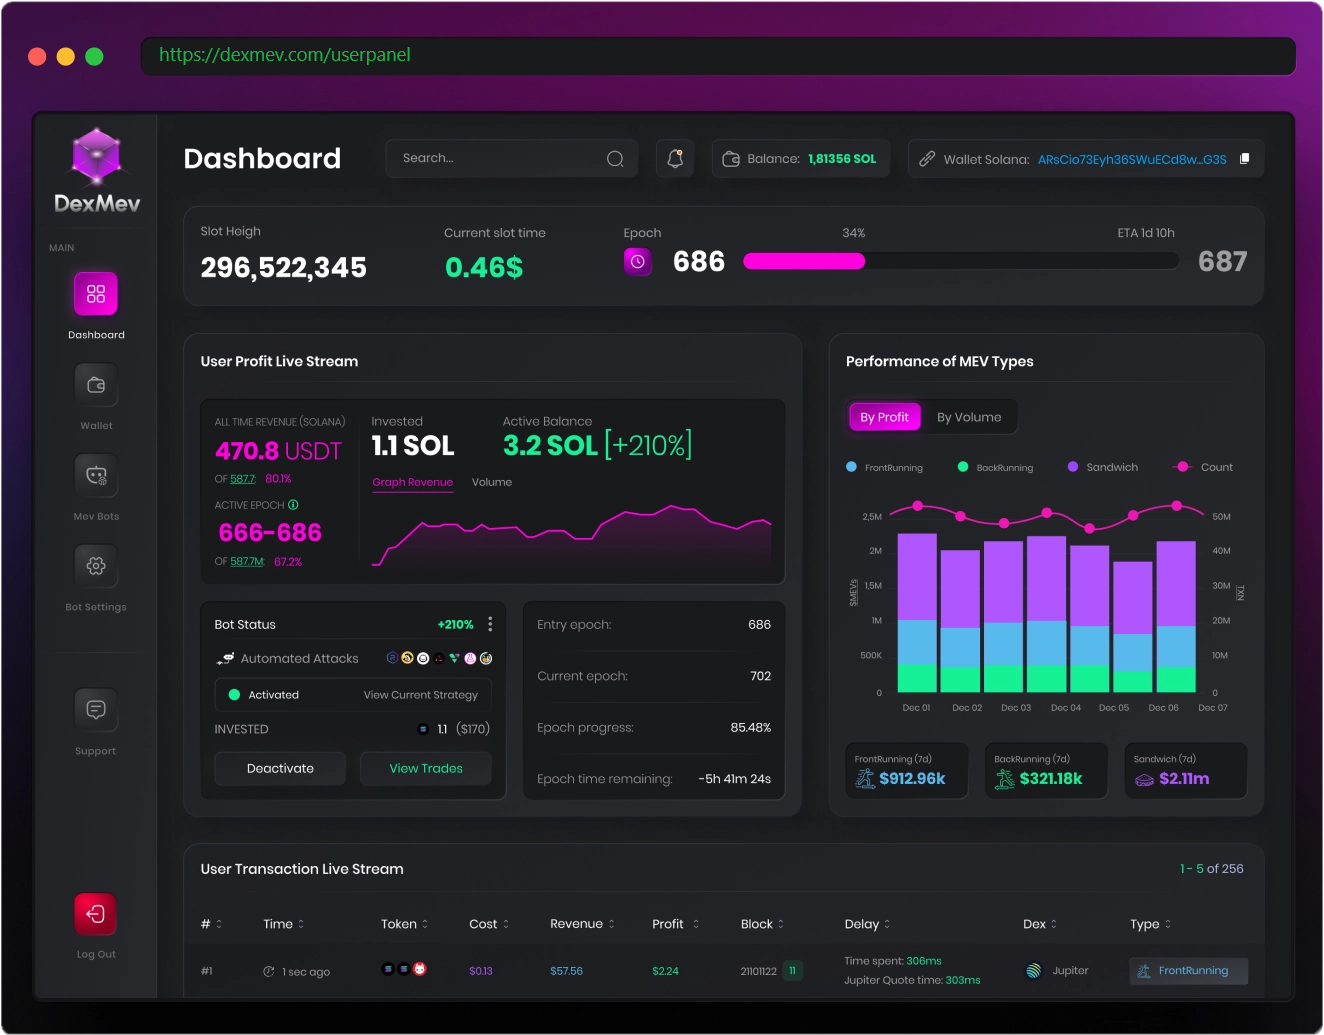 https://dexmev.com/userpanel
DexMev
MAIN
Dashboard
Wallet
Mev Bots
Bot Settings
Support
Log Out
Dashboard
Search...
Balance: 1,81356 SOL
Wallet Solana: ARsCio73Eyh36SWuECd8w...G3S
Slot Heigh
296,522,345
Current slot time
0.46$
Epoch
686
34%
ETA 1d 10h
687
User Profit Live Stream
ALL TIME REVENUE (SOLANA)
470.8 USDT
OF 587.7: 80.1%
ACTIVE EPOCH
666-686
OF 587.7M: 67.2%
Invested
1.1 SOL
Active Balance
3.2 SOL [+210%]
Graph Revenue
Volume
Bot Status
+210%
Automated Attacks
Activated
View Current Strategy
INVESTED
1.1 ($170)
Deactivate
View Trades
Entry epoch: 686
Current epoch: 702
Epoch progress: 85.48%
Epoch time remaining: -5h 41m 24s
Performance of MEV Types
By Profit
By Volume
FrontRunning
BackRunning
Sandwich
Count
2,5M
2M
1,5M
1M
500K
0
$MEVs
50M
40M
30M
20M
10M
0
TXN
Dec 01 Dec 02 Dec 03 Dec 04 Dec 05 Dec 06 Dec 07
FrontRunning (7d)
$912.96k
BackRunning (7d)
$321.18k
Sandwich (7d)
$2.11m
User Transaction Live Stream
1 - 5 of 256
# Time Token Cost Revenue Profit Block Delay Dex Type
#1 1 sec ago $0.13 $57.56 $2.24 21101122 11
Time spent: 306ms
Jupiter Quote time: 303ms
Jupiter
FrontRunning